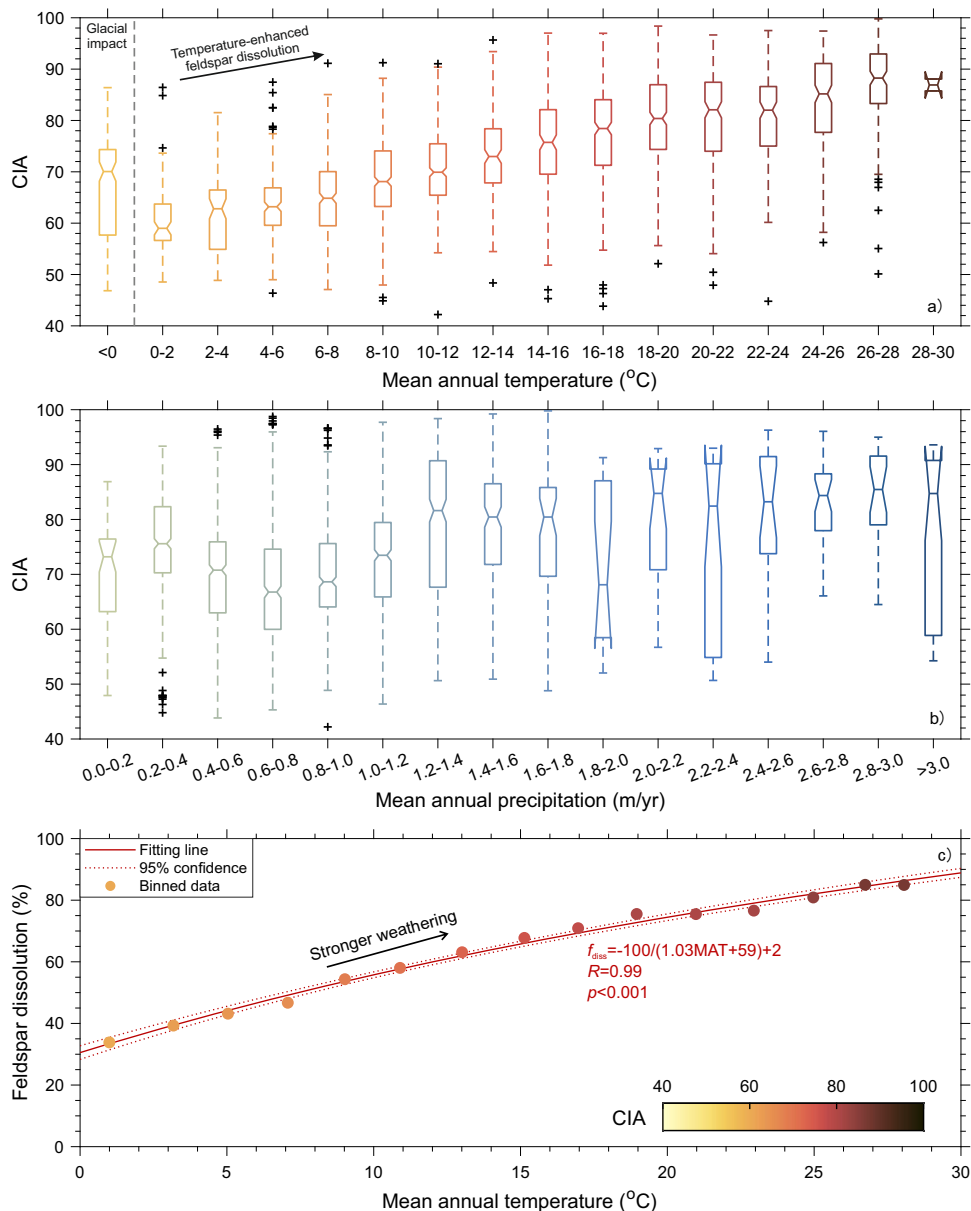 Glacial
impact
Temperature-enhanced
feldspar dissolution
100
90
80
70
60
50
40
CIA
a)
<0 0-2 2-4 4-6 6-8 8-10 10-12 12-14 14-16 16-18 18-20 20-22 22-24 24-26 26-28 28-30
Mean annual temperature (°C)
100
90
80
70
60
50
40
CIA
b)
0.0-0.2 0.2-0.4 0.4-0.6 0.6-0.8 0.8-1.0 1.0-1.2 1.2-1.4 1.4-1.6 1.6-1.8 1.8-2.0 2.0-2.2 2.2-2.4 2.4-2.6 2.6-2.8 2.8-3.0 >3.0
Mean annual precipitation (m/yr)
100
80
60
40
20
0
Feldspar dissolution (%)
Fitting line
95% confidence
Binned data
c)
Stronger weathering
f_diss=-100/(1.03MAT+59)+2
R=0.99
p<0.001
40 60 80 100
CIA
0 5 10 15 20 25 30
Mean annual temperature (°C)